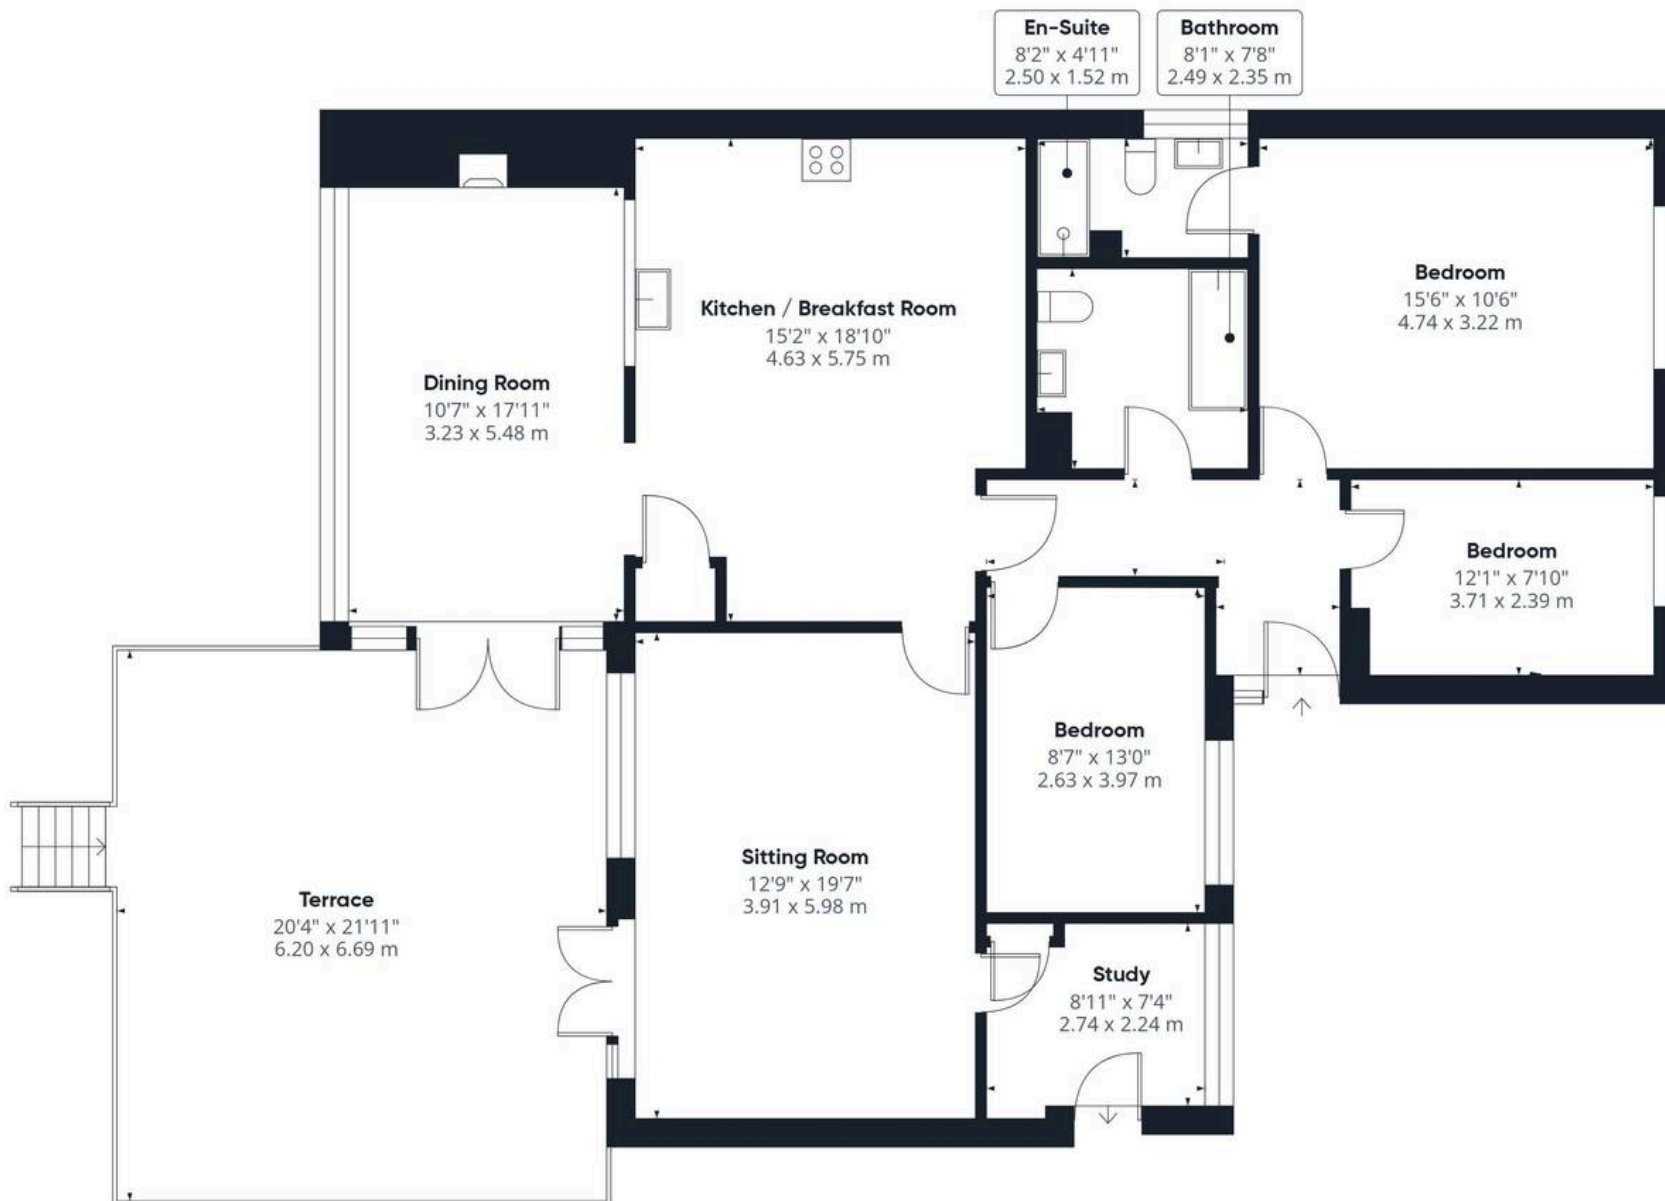 En-Suite
8'2" x 4'11"
2.50 x 1.52 m
Bathroom
8'1" x 7'8"
2.49 x 2.35 m
Bedroom
15'6" x 10'6"
4.74 x 3.22 m
Kitchen / Breakfast Room
15'2" x 18'10"
4.63 x 5.75 m
Dining Room
10'7" x 17'11"
3.23 x 5.48 m
Bedroom
12'1" x 7'10"
3.71 x 2.39 m
Bedroom
8'7" x 13'0"
2.63 x 3.97 m
Sitting Room
12'9" x 19'7"
3.91 x 5.98 m
Terrace
20'4" x 21'11"
6.20 x 6.69 m
Study
8'11" x 7'4"
2.74 x 2.24 m